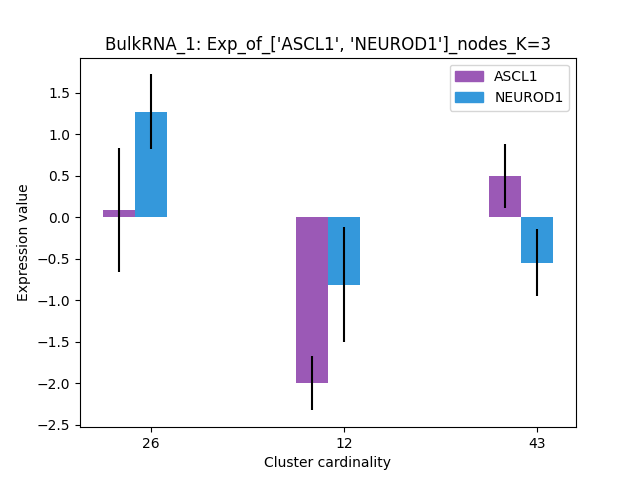 BulkRNA_1: Exp_of_['ASCL1', 'NEUROD1']_nodes_K=3
ASCL1
NEUROD1
Expression value
1.5
1.0
0.5
0.0
−0.5
−1.0
−1.5
−2.0
−2.5
26 12 43
Cluster cardinality